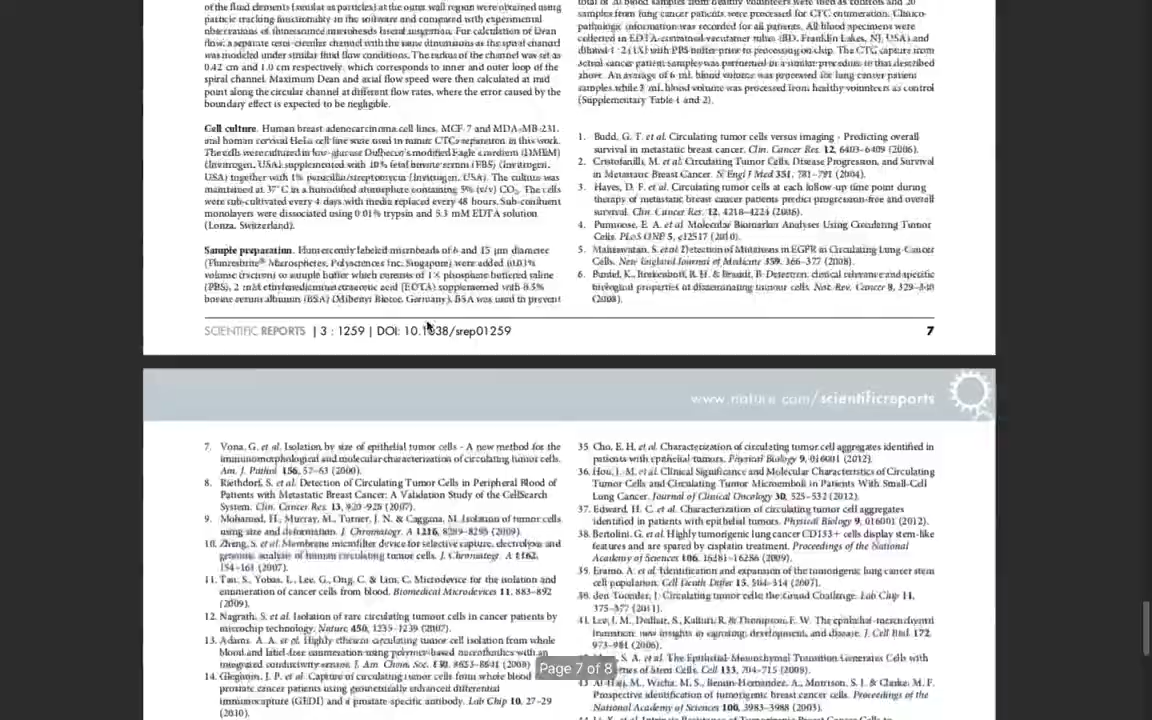 of the fluid elements (simulated as particles) at the outer wall region were obtained using
particle tracking functionality in the software and compared with experimental
observations of fluorescence microbeads lateral migration. For calculation of Dean
flow, a separate semi-circular channel with the same dimensions as the spiral channel
was modeled under similar fluid flow conditions. The radius of the channel was set as
0.42 cm and 1.0 cm respectively, which corresponds to inner and outer loop of the
spiral channel. Maximum Dean and axial flow speed were then calculated at mid
point along the circular channel at different flow rates, where the error caused by the
boundary effect is expected to be negligible.
Cell culture. Human breast adenocarcinoma cell lines, MCF-7 and MDA-MB-231,
and human cervical HeLa cell line were used to mimic CTCs separation in this work.
The cells were cultured in low-glucose Dulbecco's modified Eagle's medium (DMEM)
(Invitrogen, USA) supplemented with 10% fetal bovine serum (FBS) (Invitrogen,
USA) together with 1% penicillin/streptomycin (Invitrogen, USA). The culture was
maintained at 37°C in a humidified atmosphere containing 5% (v/v) CO2. The cells
were sub-cultivated every 4 days with media replaced every 48 hours. Sub-confluent
monolayers were dissociated using 0.01% trypsin and 5.3 mM EDTA solution
(Lonza, Switzerland).
Sample preparation. Fluorescently labeled microbeads of 6 and 15 μm diameter
(Fluoresbrite® Microspheres, Polysciences Inc. Singapore) were added (0.01%
volume fraction) to sample buffer which consists of 1× phosphate buffered saline
(PBS), 2 mM ethylenediaminetetraacetic acid (EDTA) supplemented with 0.5%
bovine serum albumin (BSA) (Miltenyi Biotec, Germany). BSA was used to prevent
total of 20 blood samples from healthy volunteers were used as controls and 20
samples from lung cancer patients were processed for CTC enumeration. Clinico-
pathologic information was recorded for all patients. All blood specimens were
collected in EDTA-contained vacutainer tubes (BD, Franklin Lakes, NJ, USA) and
diluted 1:2 (1X) with PBS buffer prior to processing on chip. The CTC capture from
actual cancer patient samples was performed in a similar procedure to that described
above. An average of 6 mL blood volume was processed for lung cancer patient
samples while 3 mL blood volume was processed from healthy volunteers as control
(Supplementary Table 1 and 2).
1. Budd, G. T. et al. Circulating tumor cells versus imaging - Predicting overall
survival in metastatic breast cancer. Clin. Cancer Res. 12, 6403–6409 (2006).
2. Cristofanilli, M. et al. Circulating Tumor Cells, Disease Progression, and Survival
in Metastatic Breast Cancer. N Engl J Med 351, 781–791 (2004).
3. Hayes, D. F. et al. Circulating tumor cells at each follow-up time point during
therapy of metastatic breast cancer patients predict progression-free and overall
survival. Clin. Cancer Res. 12, 4218–4224 (2006).
4. Punnoose, E. A. et al. Molecular Biomarker Analyses Using Circulating Tumor
Cells. PLoS ONE 5, e12517 (2010).
5. Maheswaran, S. et al. Detection of Mutations in EGFR in Circulating Lung-Cancer
Cells. New England Journal of Medicine 359, 366–377 (2008).
6. Pantel, K., Brakenhoff, R. H. & Brandt, B. Detection, clinical relevance and specific
biological properties of disseminating tumour cells. Nat. Rev. Cancer 8, 329–340
(2008).
SCIENTIFIC REPORTS | 3 : 1259 | DOI: 10.1038/srep01259
7
www.nature.com/scientificreports
7. Vona, G. et al. Isolation by size of epithelial tumor cells - A new method for the
immunomorphological and molecular characterization of circulating tumor cells.
Am. J. Pathol. 156, 57–63 (2000).
8. Riethdorf, S. et al. Detection of Circulating Tumor Cells in Peripheral Blood of
Patients with Metastatic Breast Cancer: A Validation Study of the CellSearch
System. Clin. Cancer Res. 13, 920–928 (2007).
9. Mohamed, H., Murray, M., Turner, J. N. & Caggana, M. Isolation of tumor cells
using size and deformation. J. Chromatogr. A 1216, 8289–8295 (2009).
10. Zheng, S. et al. Membrane microfilter device for selective capture, electrolysis and
genomic analysis of human circulating tumor cells. J. Chromatogr. A 1162,
154–161 (2007).
11. Tan, S., Yobas, L., Lee, G., Ong, C. & Lim, C. Microdevice for the isolation and
enumeration of cancer cells from blood. Biomedical Microdevices 11, 883–892
(2009).
12. Nagrath, S. et al. Isolation of rare circulating tumour cells in cancer patients by
microchip technology. Nature 450, 1235–1239 (2007).
13. Adams, A. A. et al. Highly efficient circulating tumor cell isolation from whole
blood and label-free enumeration using polymer-based microfluidics with an
integrated conductivity sensor. J. Am. Chem. Soc. 130, 8633–8641 (2008).
14. Gleghorn, J. P. et al. Capture of circulating tumor cells from whole blood
prostate cancer patients using geometrically enhanced differential
immunocapture (GEDI) and a prostate-specific antibody. Lab Chip 10, 27–29
(2010).
35. Cho, E. H. et al. Characterization of circulating tumor cell aggregates identified in
patients with epithelial tumors. Physical Biology 9, 016001 (2012).
36. Hou, J.-M. et al. Clinical Significance and Molecular Characteristics of Circulating
Tumor Cells and Circulating Tumor Microemboli in Patients With Small-Cell
Lung Cancer. Journal of Clinical Oncology 30, 525–532 (2012).
37. Edward, H. C. et al. Characterization of circulating tumor cell aggregates
identified in patients with epithelial tumors. Physical Biology 9, 016001 (2012).
38. Bertolini, G. et al. Highly tumorigenic lung cancer CD133+ cells display stem-like
features and are spared by cisplatin treatment. Proceedings of the National
Academy of Sciences 106, 16281–16286 (2009).
39. Eramo, A. et al. Identification and expansion of the tumorigenic lung cancer stem
cell population. Cell Death Differ 15, 504–514 (2007).
den Toonder, J. Circulating tumor cells: the Grand Challenge. Lab Chip 11,
375–377 (2011).
41. Lee, J. M., Dedhar, S., Kalluri, R. & Thompson, E. W. The epithelial–mesenchymal
transition: new insights in signaling, development, and disease. J. Cell Biol. 172,
973–981 (2006).
S. A. et al. The Epithelial-Mesenchymal Transition Generates Cells with
of Stem Cells. Cell 133, 704–715 (2008).
43. Al-Hajj, M., Wicha, M. S., Benito-Hernandez, A., Morrison, S. J. & Clarke, M. F.
Prospective identification of tumorigenic breast cancer cells. Proceedings of the
National Academy of Sciences 100, 3983–3988 (2003).
Page 7 of 8